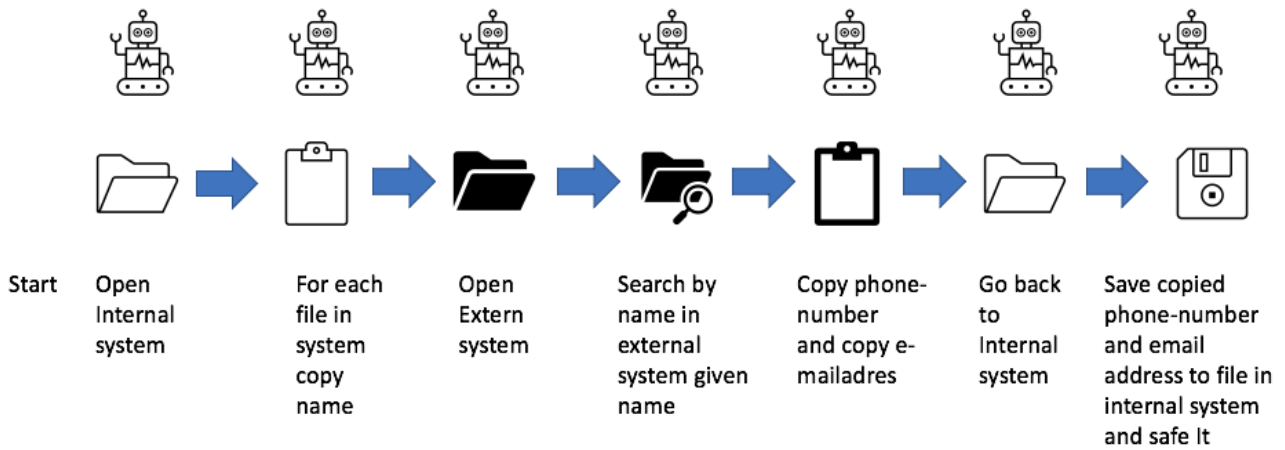 Start
Open
Internal
system
For each
file in
system
copy
name
Open
Extern
system
Search by
name in
external
system given
name
Copy phone-
number
and copy e-
mailadres
Go back
to
Internal
system
Save copied
phone-number
and email
address to file in
internal system
and safe It